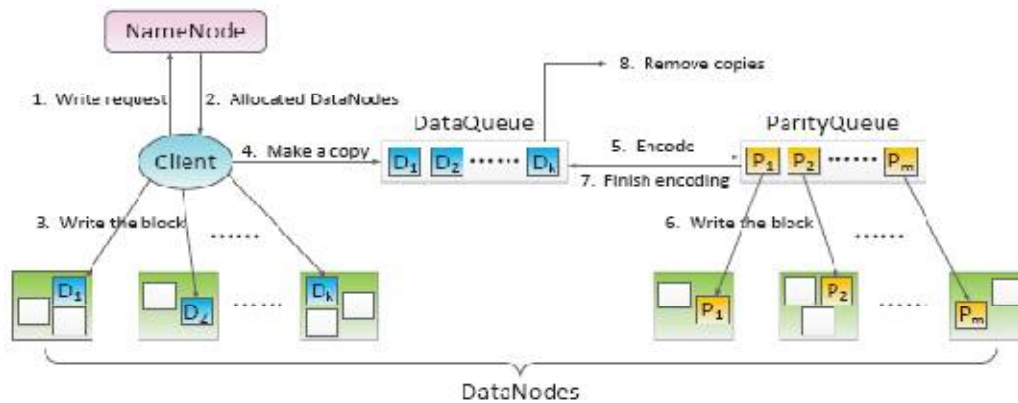 NameNode
1. Write request
2. Allocated DataNodes
8. Remove copies
DataQueue
ParityQueue
Client
4. Make a copy
D1 D2 ······ Dk
5. Encode
7. Finish encoding
P1 P2 ······ Pm
3. Write the block
······
6. Write the block
······
D1
D2
······
Dk
P1
P2
······
Pm
DataNodes